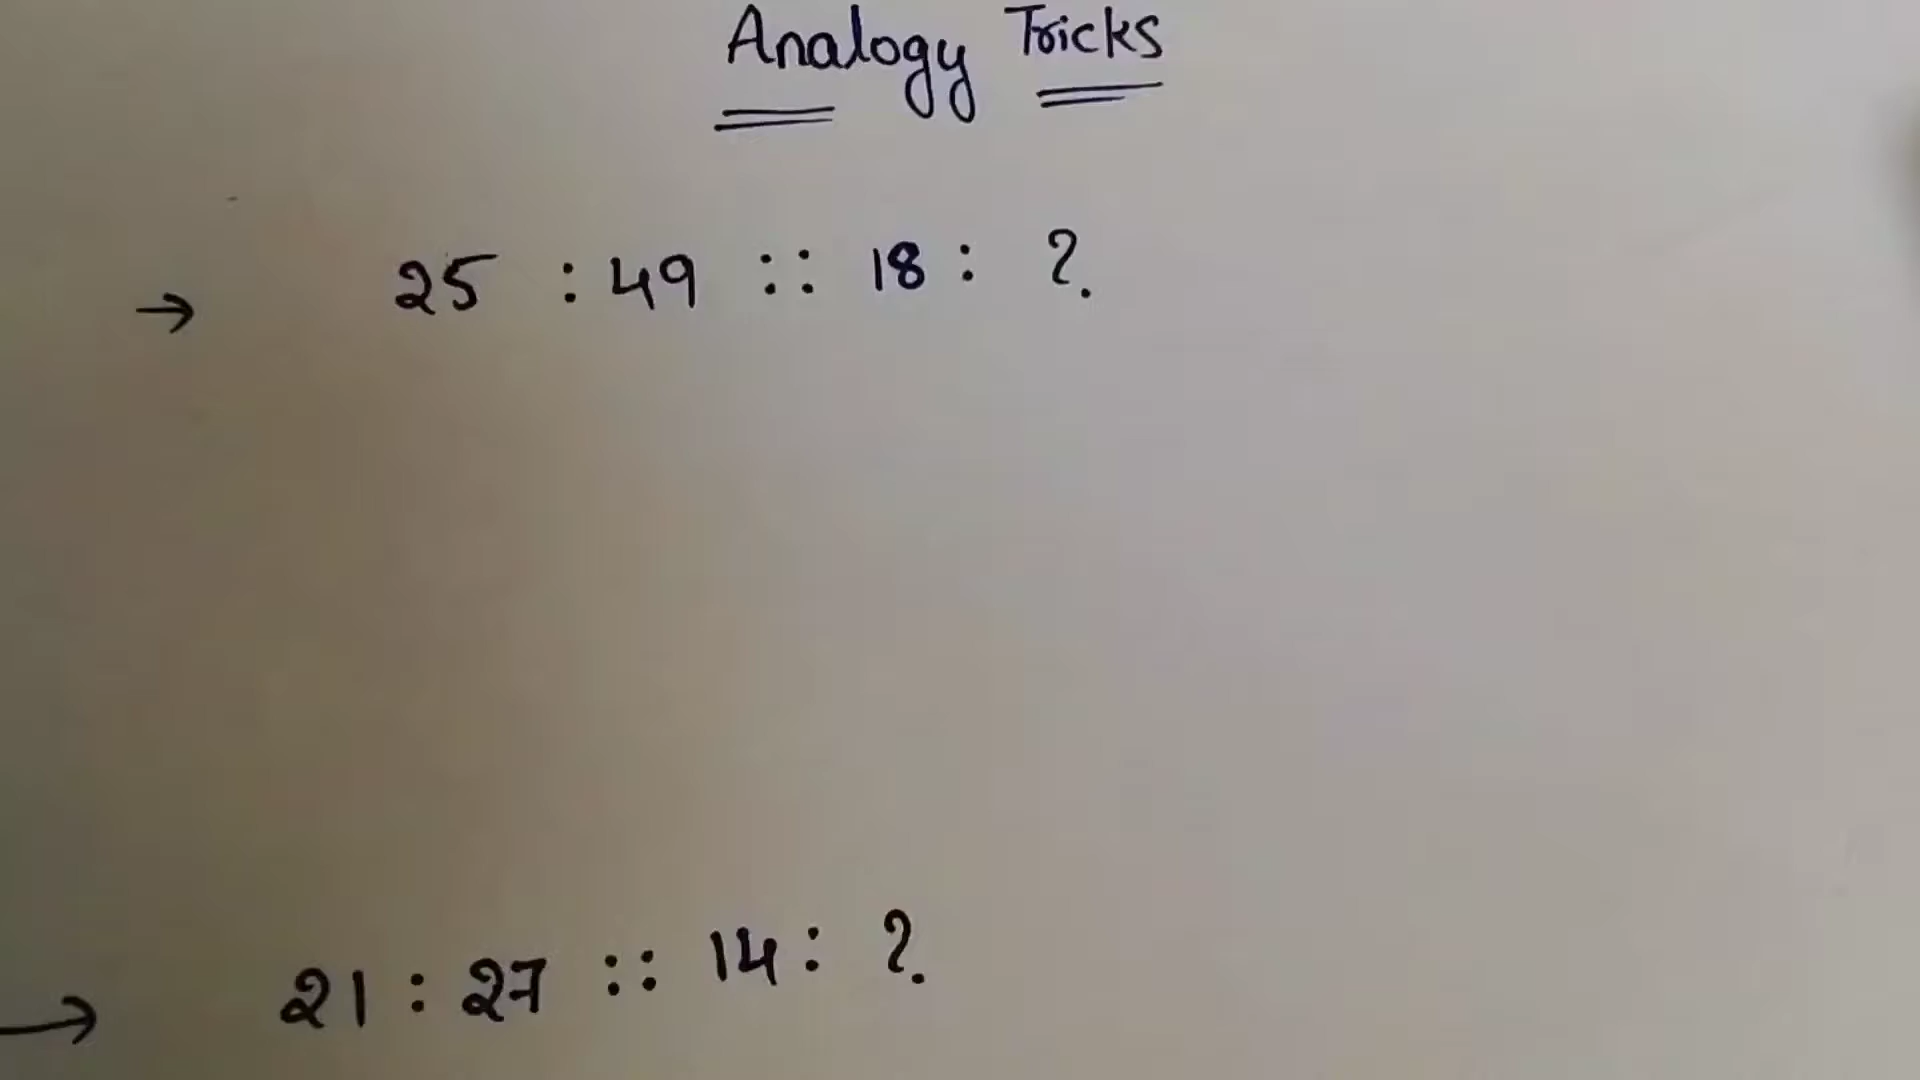 Analogy Tricks
→ 25 : 49 :: 18 : ?
→ 21 : 27 :: 14 : ?